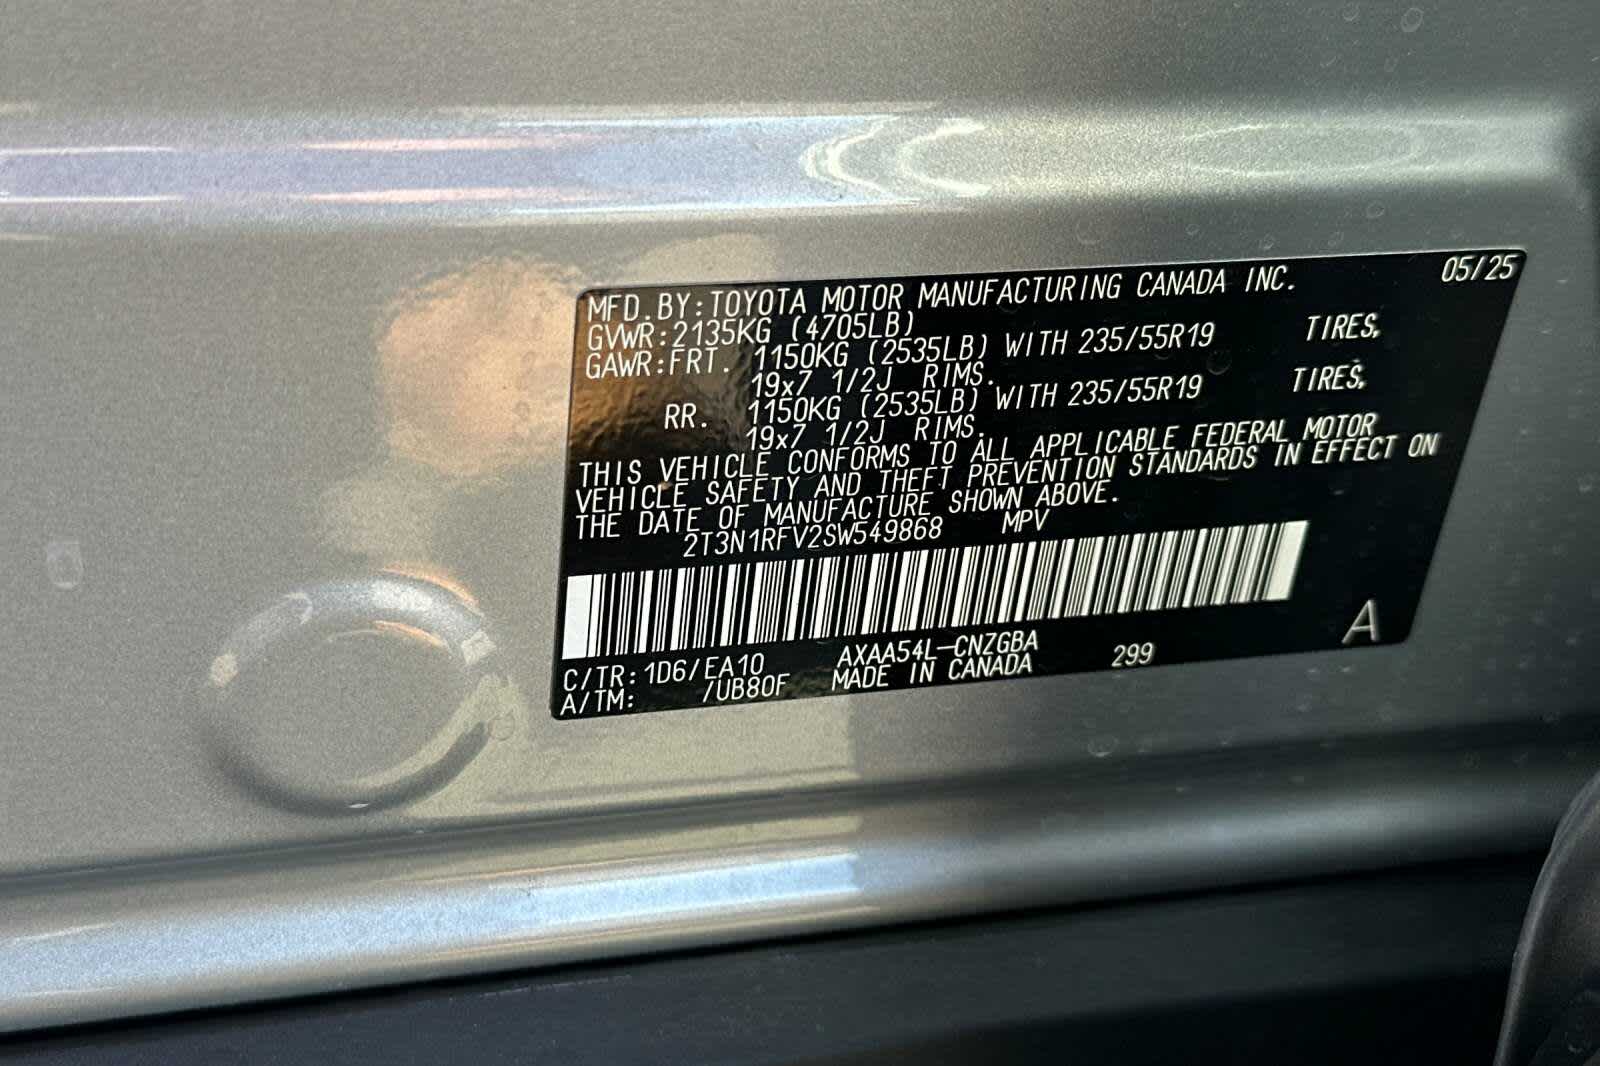 MFD.BY:TOYOTA MOTOR MANUFACTURING CANADA INC. 05/25
GVWR:2135KG (4705LB)
GAWR:FRT. 1150KG (2535LB) WITH 235/55R19 TIRES,
19x7 1/2J RIMS.
RR. 1150KG (2535LB) WITH 235/55R19 TIRES,
19x7 1/2J RIMS.
THIS VEHICLE CONFORMS TO ALL APPLICABLE FEDERAL MOTOR
VEHICLE SAFETY AND THEFT PREVENTION STANDARDS IN EFFECT ON
THE DATE OF MANUFACTURE SHOWN ABOVE.
2T3N1RFV2SW549868 MPV
A
C/TR:1D6/EA10 AXAA54L-CNZGBA 299
A/TM: /UB80F MADE IN CANADA